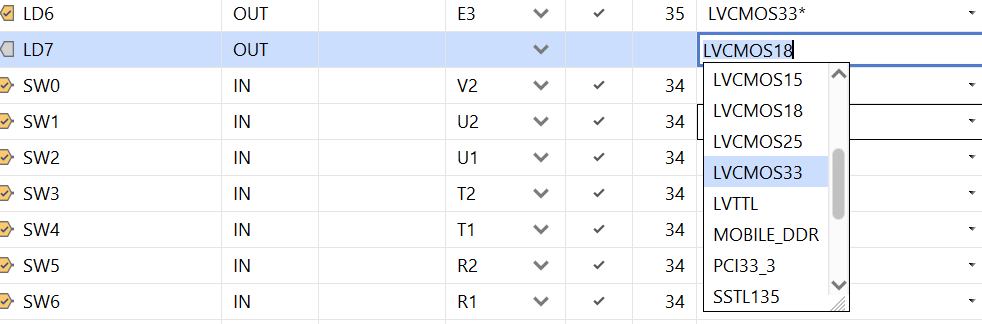 LD6 OUT E3 35 LVCMOS33*
LD7 OUT LVCMOS18
SW0 IN V2 34
SW1 IN U2 34
SW2 IN U1 34
SW3 IN T2 34
SW4 IN T1 34
SW5 IN R2 34
SW6 IN R1 34
LVCMOS15
LVCMOS18
LVCMOS25
LVCMOS33
LVTTL
MOBILE_DDR
PCI33_3
SSTL135